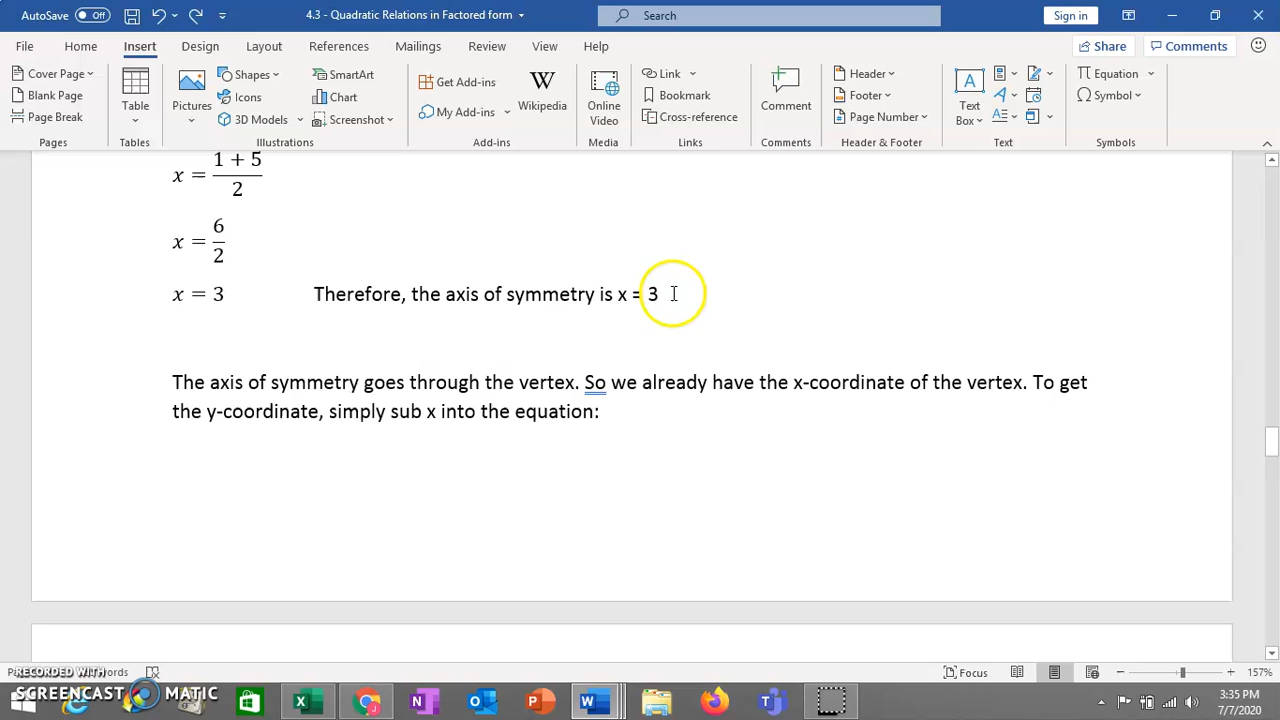 AutoSave Off 4.3 - Quadratic Relations in Factored form Search Sign in
File Home Insert Design Layout References Mailings Review View Help Share Comments
Cover Page
Blank Page
Page Break
Pages
Table
Tables
Pictures
Shapes
Icons
3D Models
SmartArt
Chart
Screenshot
Illustrations
Get Add-ins
My Add-ins
Wikipedia
Add-ins
Online
Video
Media
Link
Bookmark
Cross-reference
Links
Comment
Comments
Header
Footer
Page Number
Header & Footer
Text
Box
Text
Equation
Symbol
Symbols
x = 1 + 5 / 2
x = 6 / 2
x = 3 Therefore, the axis of symmetry is x = 3
The axis of symmetry goes through the vertex. So we already have the x-coordinate of the vertex. To get
the y-coordinate, simply sub x into the equation:
Focus 157%
RECORDED WITH
SCREENCAST MATIC
3:35 PM
7/7/2020